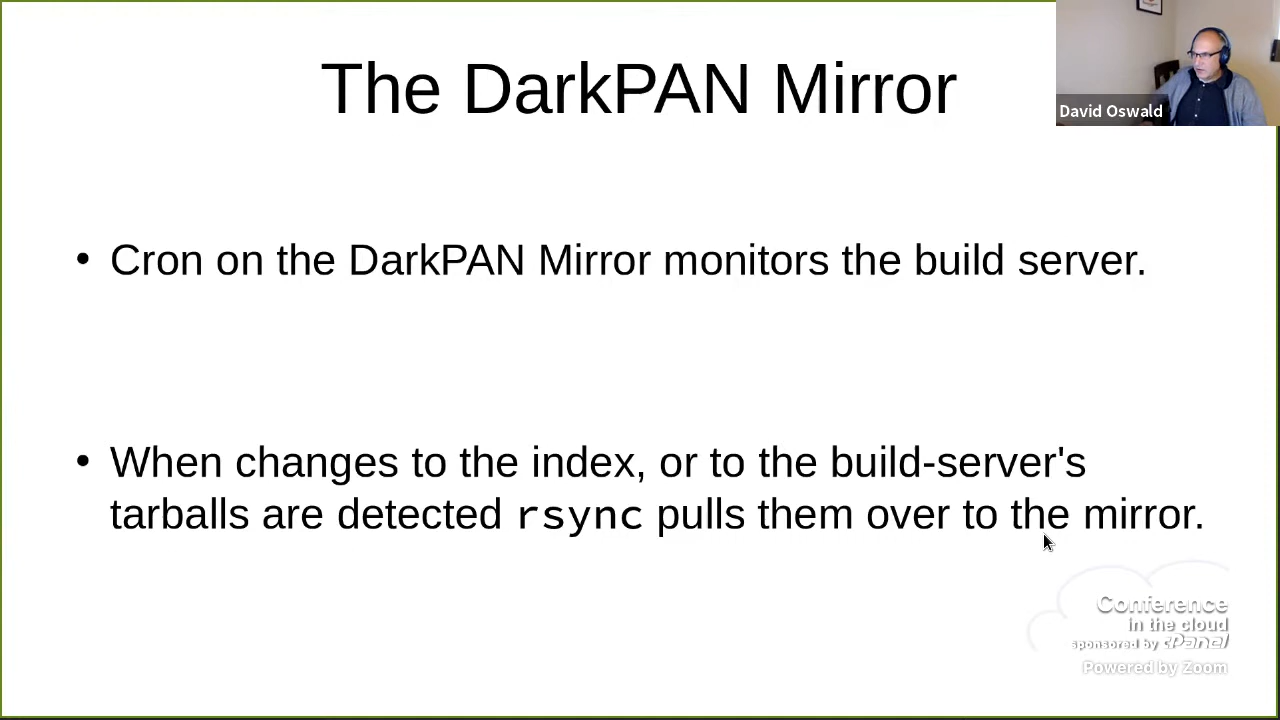 The DarkPAN Mirror
David Oswald
• Cron on the DarkPAN Mirror monitors the build server.
• When changes to the index, or to the build-server's
tarballs are detected rsync pulls them over to the mirror.
Conference
in the cloud
sponsored by cPanel
Powered by Zoom